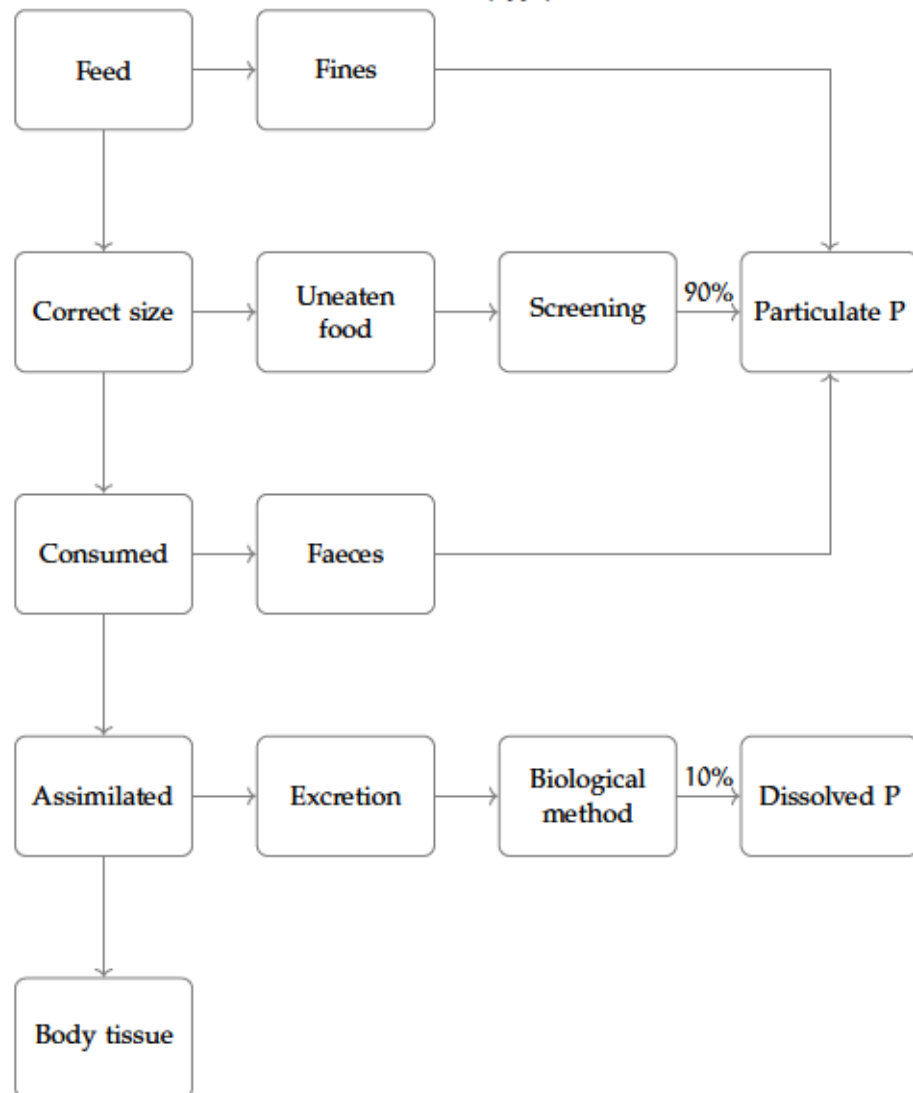 Feed
Fines
Correct size
Uneaten
food
Screening
90%
Particulate P
Consumed
Faeces
Assimilated
Excretion
Biological
method
10%
Dissolved P
Body tissue